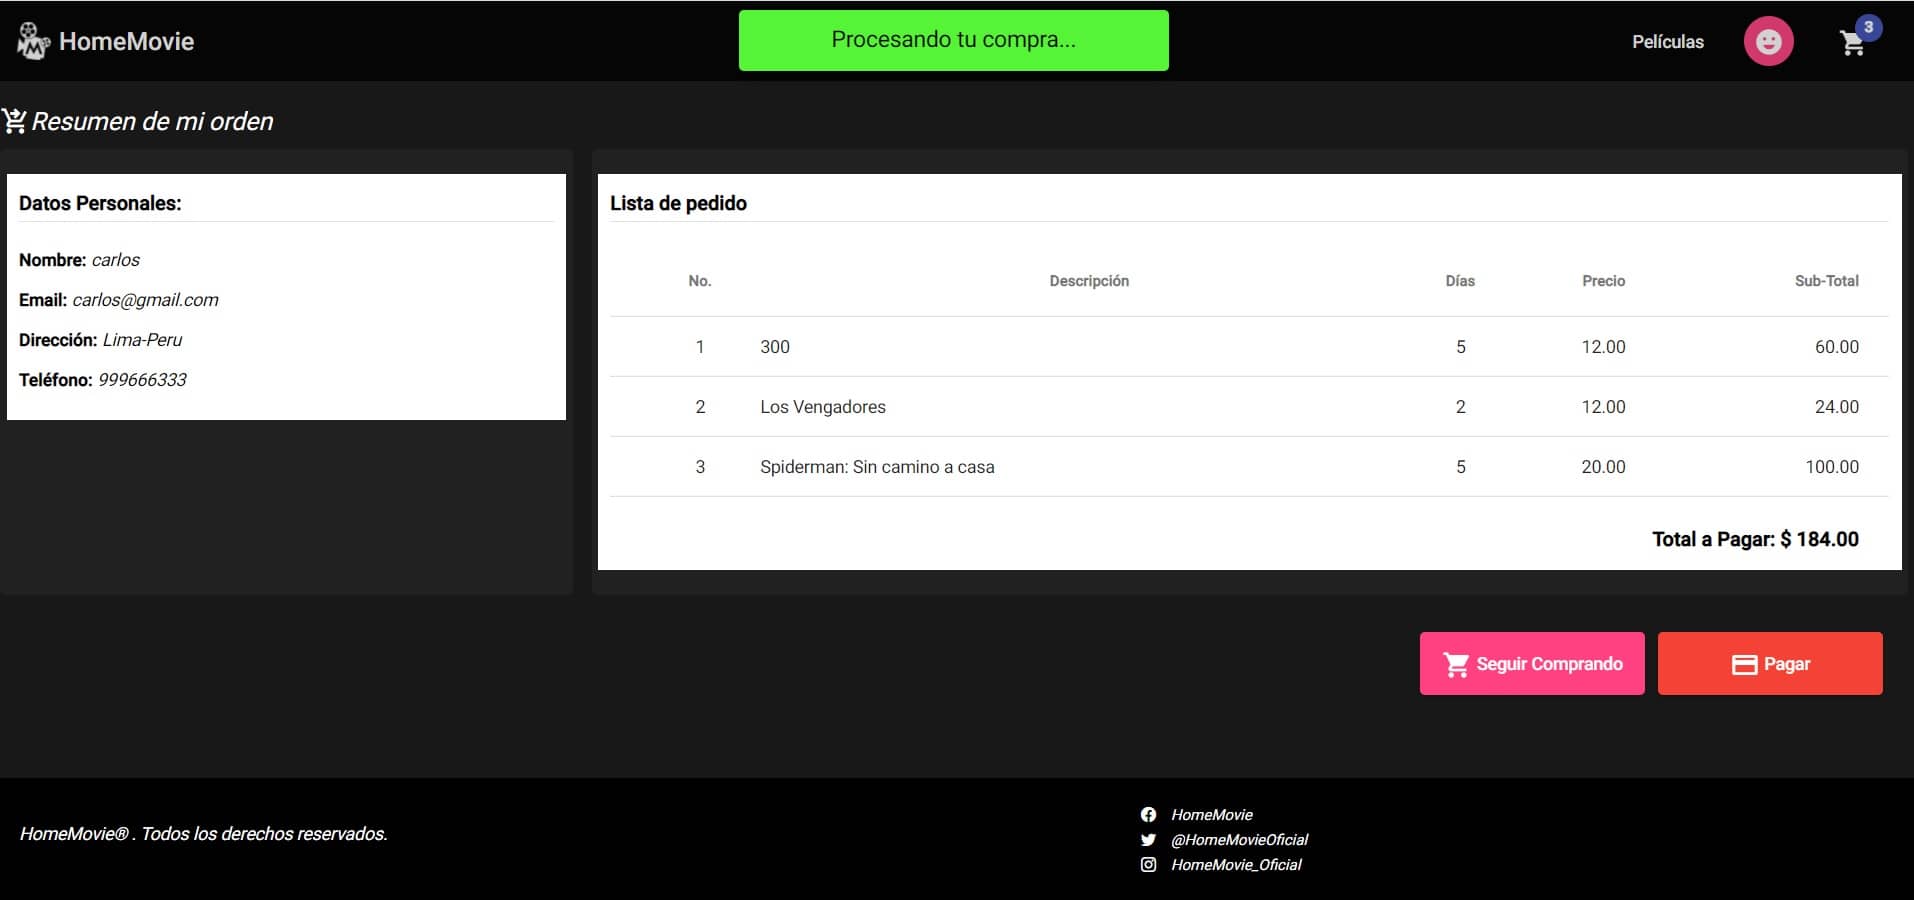 HomeMovie
Procesando tu compra...
Películas
3
Resumen de mi orden
Datos Personales:
Nombre: carlos
Email: carlos@gmail.com
Dirección: Lima-Peru
Teléfono: 999666333
Lista de pedido
No. Descripción Días Precio Sub-Total
1 300 5 12.00 60.00
2 Los Vengadores 2 12.00 24.00
3 Spiderman: Sin camino a casa 5 20.00 100.00
Total a Pagar: $ 184.00
Seguir Comprando
Pagar
HomeMovie® . Todos los derechos reservados.
HomeMovie
@HomeMovieOficial
HomeMovie_Oficial